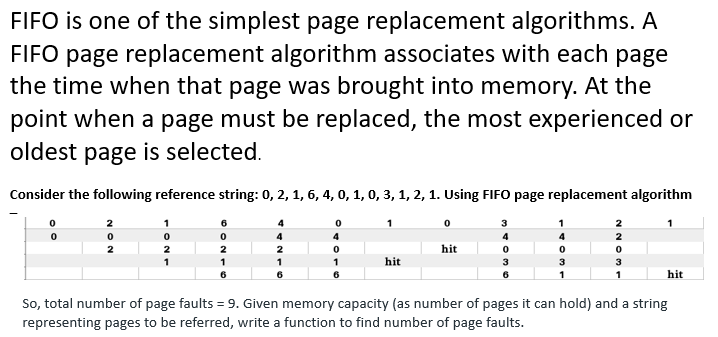 FIFO is one of the simplest page replacement algorithms. A
FIFO page replacement algorithm associates with each page
the time when that page was brought into memory. At the
point when a page must be replaced, the most experienced or
oldest page is selected.
Consider the following reference string: 0, 2, 1, 6, 4, 0, 1, 0, 3, 1, 2, 1. Using FIFO page replacement algorithm
–
0 2 1 6 4 0 1 0 3 1 2 1
0 0 0 0 4 4 4 4 2
2 2 2 2 0 hit 0 0 0
1 1 1 1 hit 3 3 3
6 6 6 6 1 1 hit
So, total number of page faults = 9. Given memory capacity (as number of pages it can hold) and a string
representing pages to be referred, write a function to find number of page faults.